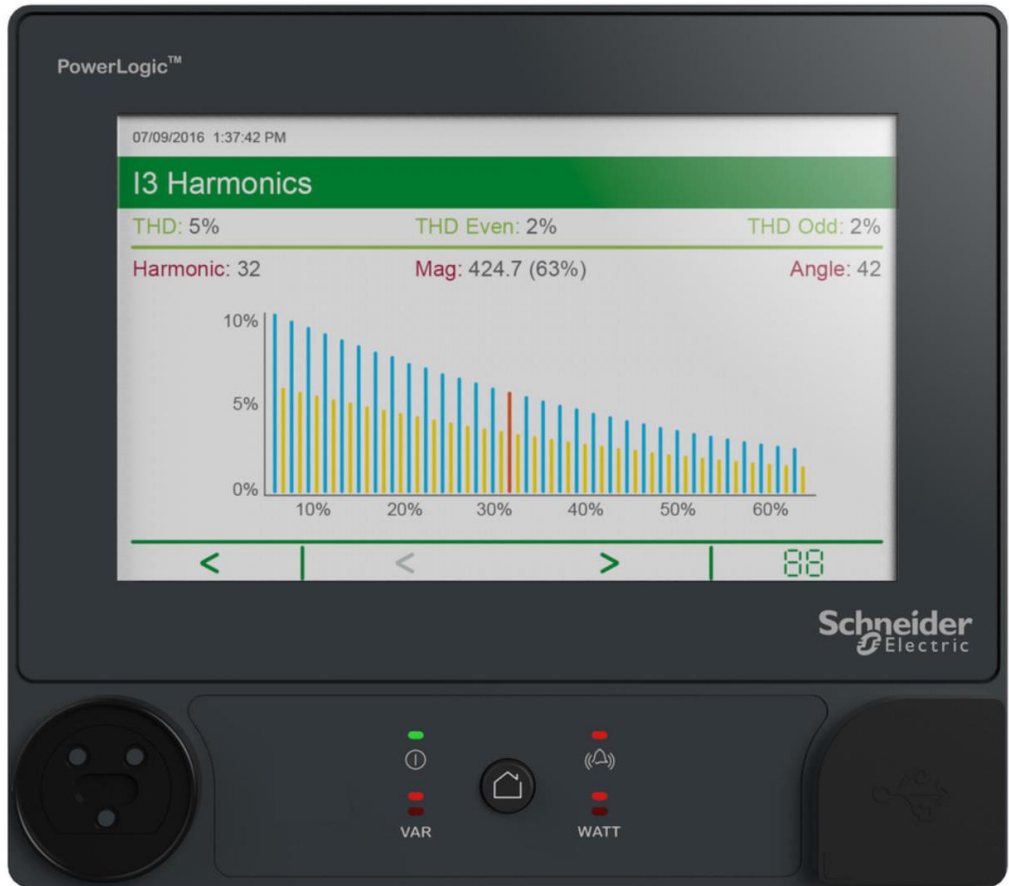 PowerLogic™
07/09/2016 1:37:42 PM
I3 Harmonics
THD: 5% THD Even: 2% THD Odd: 2%
Harmonic: 32 Mag: 424.7 (63%) Angle: 42
10%
5%
0%
10% 20% 30% 40% 50% 60%
< < > 88
Schneider
Electric
VAR WATT